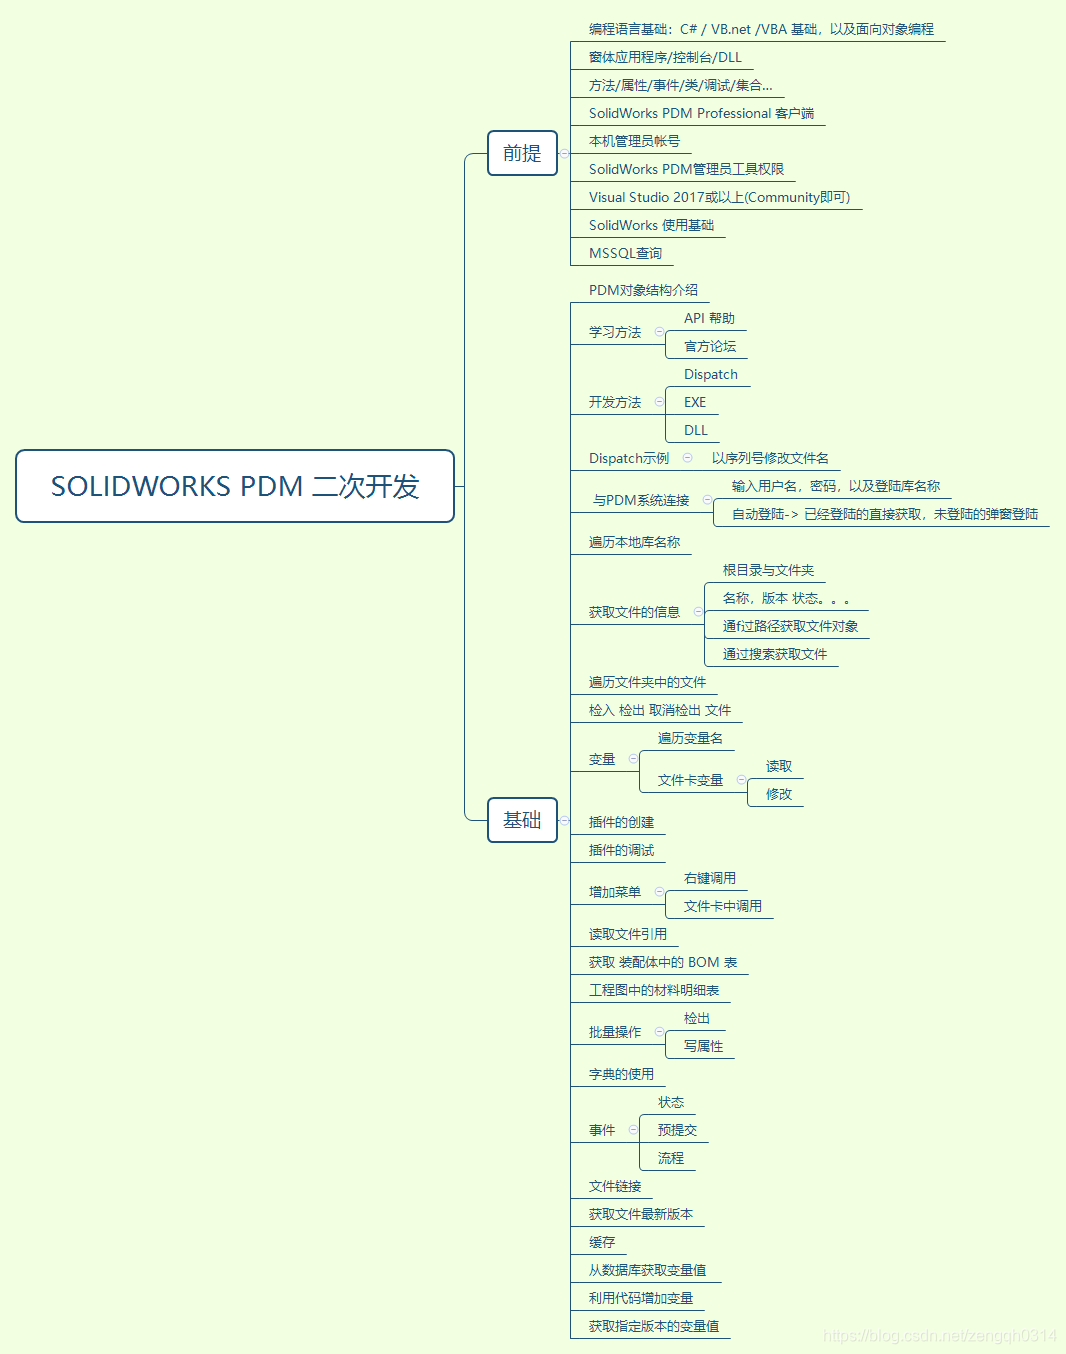 编程语言基础：C# / VB.net /VBA 基础，以及面向对象编程
窗体应用程序/控制台/DLL
方法/属性/事件/类/调试/集合...
SolidWorks PDM Professional 客户端
本机管理员帐号
SolidWorks PDM管理员工具权限
Visual Studio 2017或以上(Community即可)
SolidWorks 使用基础
MSSQL查询
前提
PDM对象结构介绍
学习方法
API 帮助
官方论坛
开发方法
Dispatch
EXE
DLL
Dispatch示例
以序列号修改文件名
SOLIDWORKS PDM 二次开发
与PDM系统连接
输入用户名，密码，以及登陆库名称
自动登陆-> 已经登陆的直接获取，未登陆的弹窗登陆
遍历本地库名称
获取文件的信息
根目录与文件夹
名称，版本 状态。。。
通f过路径获取文件对象
通过搜索获取文件
遍历文件夹中的文件
检入 检出 取消检出 文件
变量
遍历变量名
文件卡变量
读取
修改
基础
插件的创建
插件的调试
增加菜单
右键调用
文件卡中调用
读取文件引用
获取 装配体中的 BOM 表
工程图中的材料明细表
批量操作
检出
写属性
字典的使用
事件
状态
预提交
流程
文件链接
获取文件最新版本
缓存
从数据库获取变量值
利用代码增加变量
获取指定版本的变量值
https://blog.csdn.net/zengqh0314